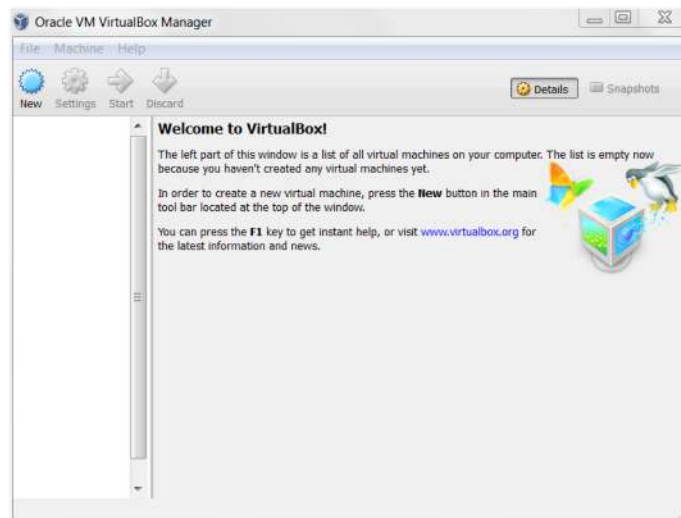 Oracle VM VirtualBox Manager
File Machine Help
New Settings Start Discard
Details Snapshots
Welcome to VirtualBox!
The left part of this window is a list of all virtual machines on your computer. The list is empty now
because you haven't created any virtual machines yet.
In order to create a new virtual machine, press the New button in the main
tool bar located at the top of the window.
You can press the F1 key to get instant help, or visit www.virtualbox.org for
the latest information and news.